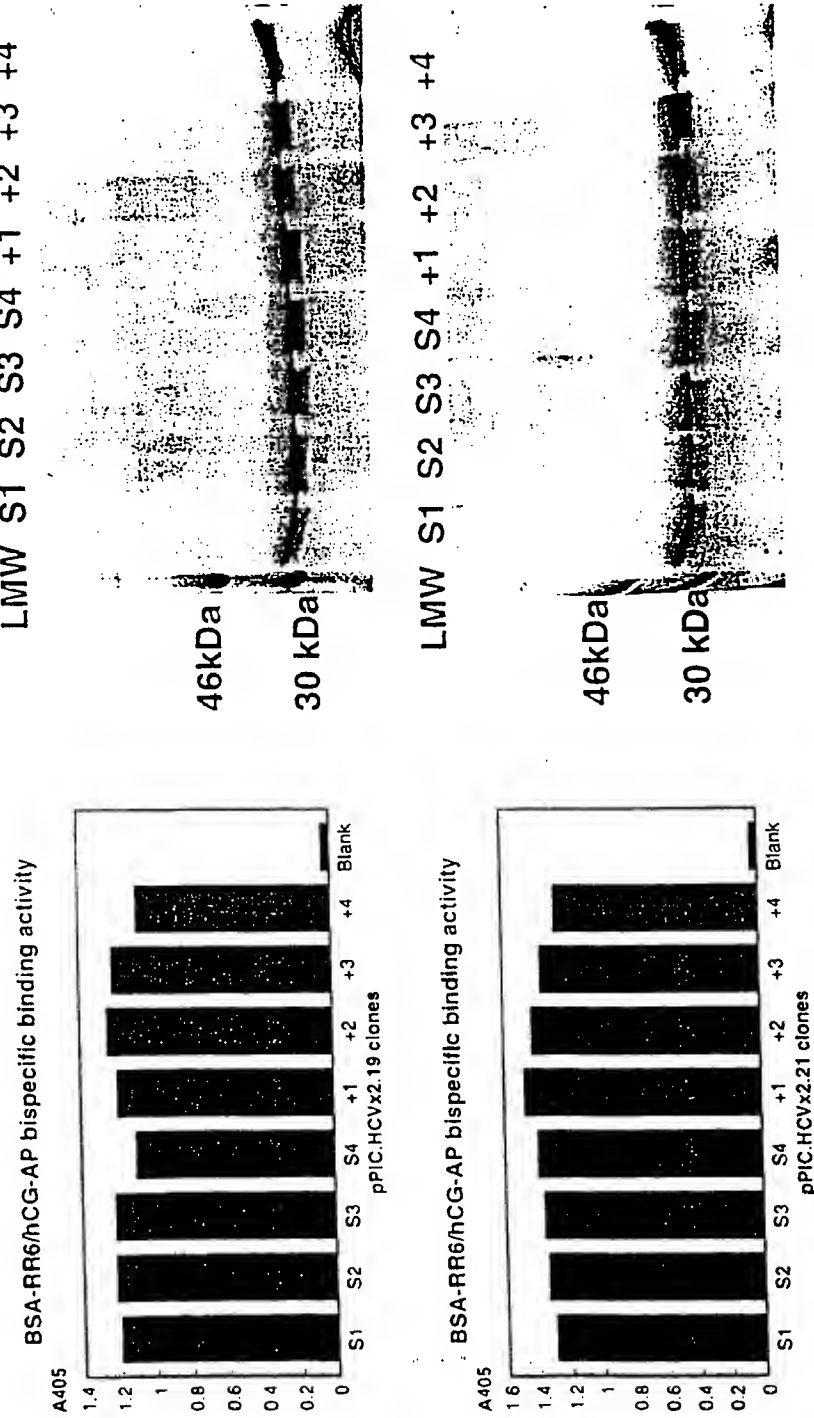 BSA-RR6/hCG-AP bispecific binding activity
A405
1.4
1.2
1
0.8
0.6
0.4
0.2
0
S1 S2 S3 S4 +1 +2 +3 +4 Blank
pPIC.HCVx2.19 clones
LMW S1 S2 S3 S4 +1 +2 +3 +4
46kDa
30 kDa
BSA-RR6/hCG-AP bispecific binding activity
A405
1 6
1.4
1.2
1
0.8
0.6
0.4
0.2
0
S1 S2 S3 S4 +1 +2 +3 +4 Blank
pPIC.HCVx2.21 clones
LMW S1 S2 S3 S4 +1 +2 +3 +4
46kDa
30 kDa